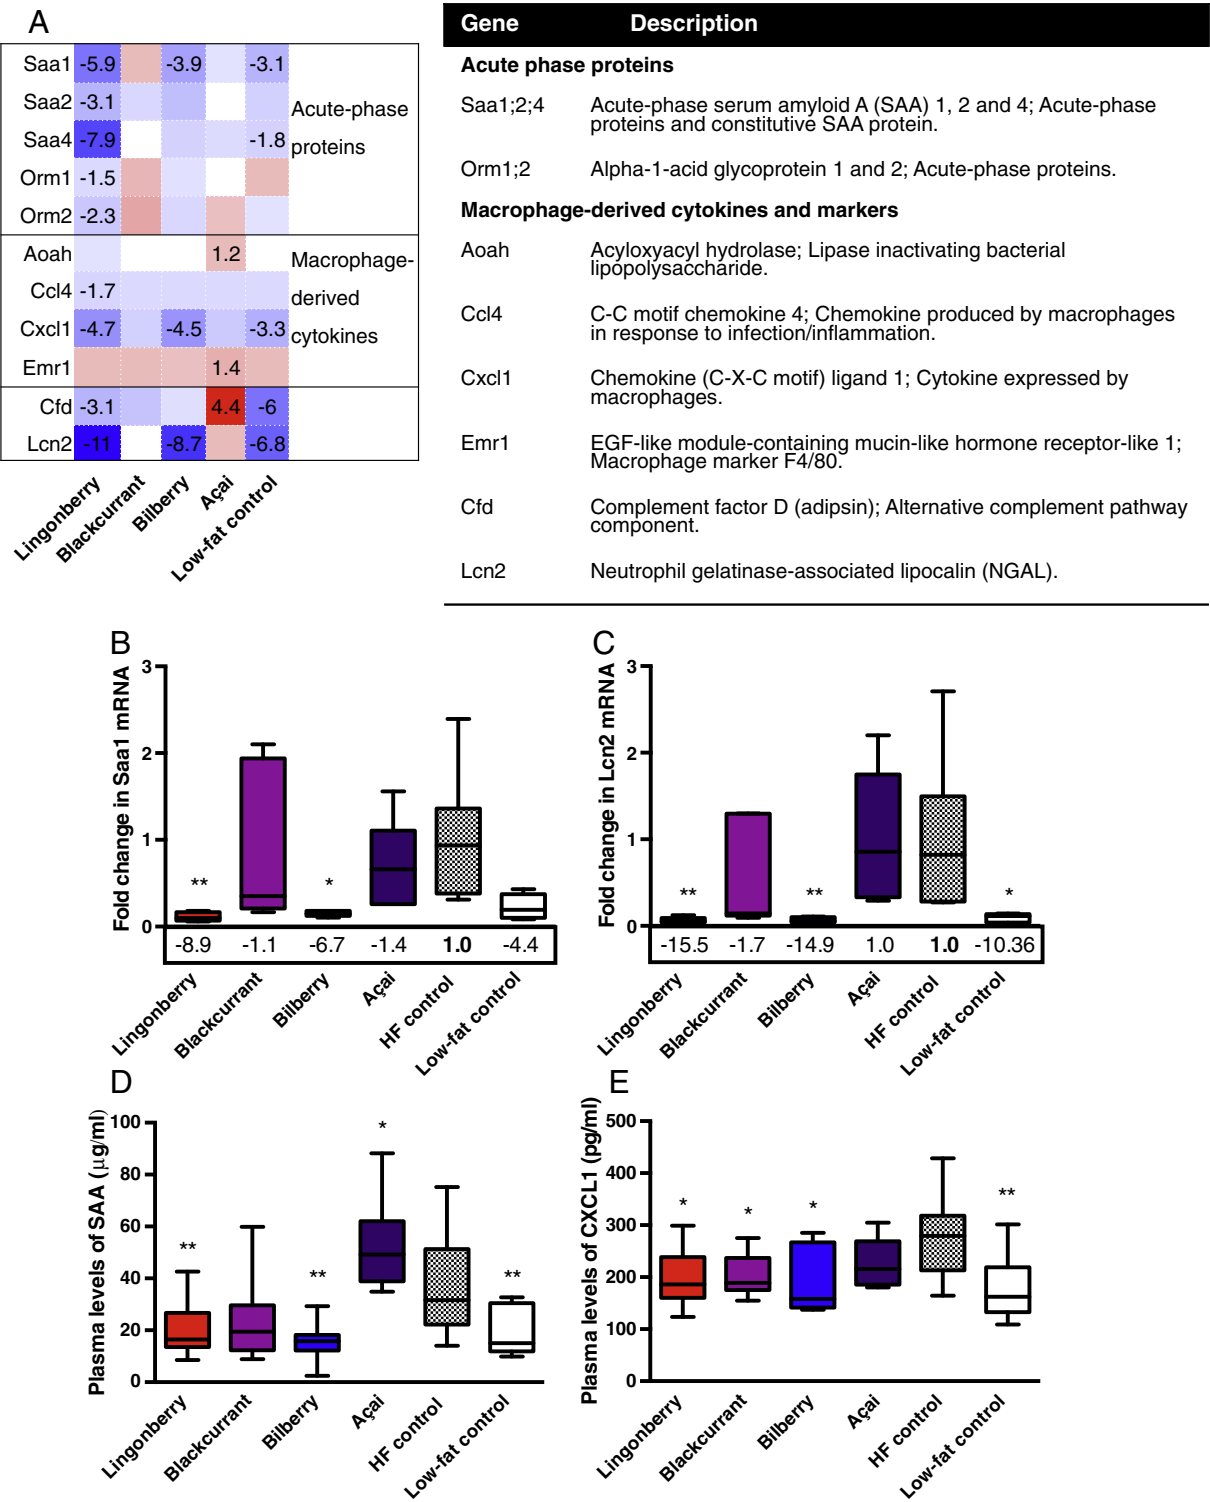 A
Saa1 -5.9 -3.9 -3.1
Saa2 -3.1
Saa4 -7.9 -1.8
Orm1 -1.5
Orm2 -2.3
Acute-phase
proteins
Aoah 1.2
Ccl4 -1.7
Cxcl1 -4.7 -4.5 -3.3
Emr1 1.4
Macrophage-
derived
cytokines
Cfd -3.1 4.4 -6
Lcn2 -11 -8.7 -6.8
Lingonberry
Blackcurrant
Bilberry
Açai
Low-fat control
Gene Description
Acute phase proteins
Saa1;2;4 Acute-phase serum amyloid A (SAA) 1, 2 and 4; Acute-phase
proteins and constitutive SAA protein.
Orm1;2 Alpha-1-acid glycoprotein 1 and 2; Acute-phase proteins.
Macrophage-derived cytokines and markers
Aoah Acyloxyacyl hydrolase; Lipase inactivating bacterial
lipopolysaccharide.
Ccl4 C-C motif chemokine 4; Chemokine produced by macrophages
in response to infection/inflammation.
Cxcl1 Chemokine (C-X-C motif) ligand 1; Cytokine expressed by
macrophages.
Emr1 EGF-like module-containing mucin-like hormone receptor-like 1;
Macrophage marker F4/80.
Cfd Complement factor D (adipsin); Alternative complement pathway
component.
Lcn2 Neutrophil gelatinase-associated lipocalin (NGAL).
B
Fold change in Saa1 mRNA
3
2
1
0
** *
-8.9 -1.1 -6.7 -1.4 1.0 -4.4
Lingonberry
Blackcurrant
Bilberry
Açai
HF control
Low-fat control
C
Fold change in Lcn2 mRNA
3
2
1
0
** ** *
-15.5 -1.7 -14.9 1.0 1.0 -10.36
Lingonberry
Blackcurrant
Bilberry
Açai
HF control
Low-fat control
D
Plasma levels of SAA (μg/ml)
100
80
60
40
20
0
** ** * **
Lingonberry
Blackcurrant
Bilberry
Açai
HF control
Low-fat control
E
Plasma levels of CXCL1 (pg/ml)
500
400
300
200
100
0
* * * **
Lingonberry
Blackcurrant
Bilberry
Açai
HF control
Low-fat control